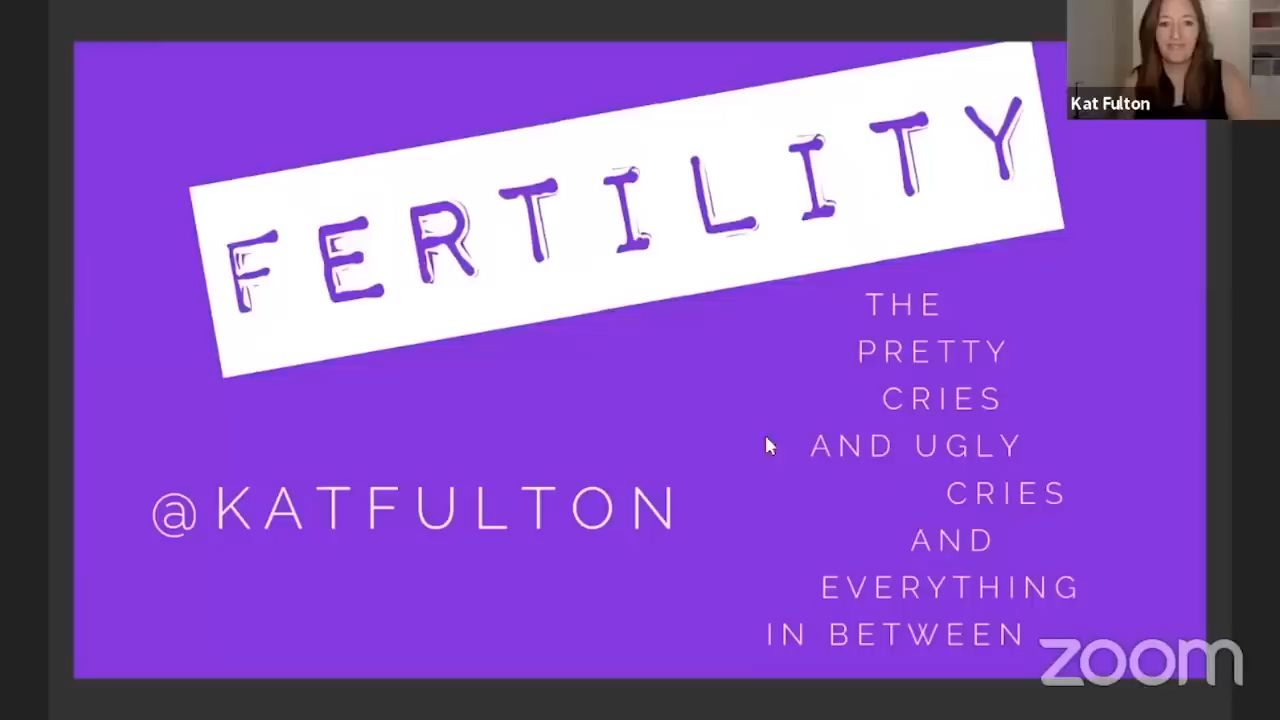 Kat Fulton
FERTILITY
THE
PRETTY
CRIES
AND UGLY
CRIES
AND
EVERYTHING
IN BETWEEN
@KATFULTON
zoom